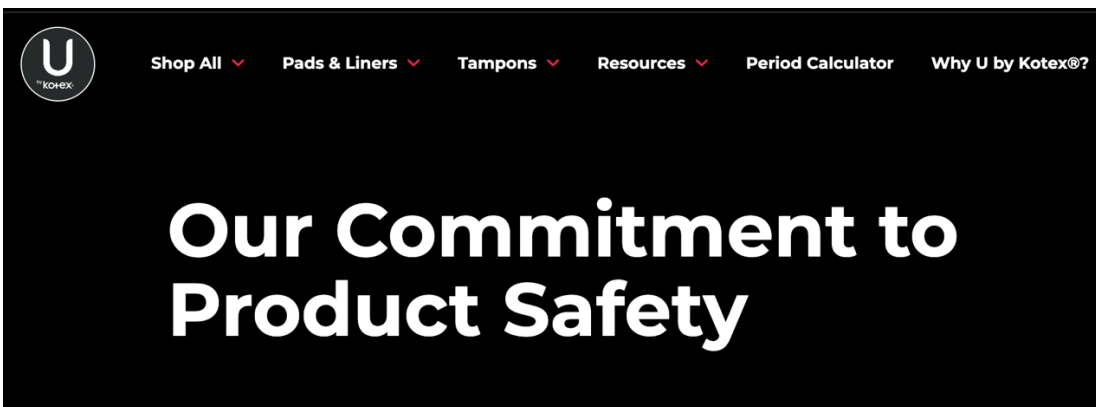 U
by kotex
Shop All Pads & Liners Tampons Resources Period Calculator Why U by Kotex®?
Our Commitment to
Product Safety